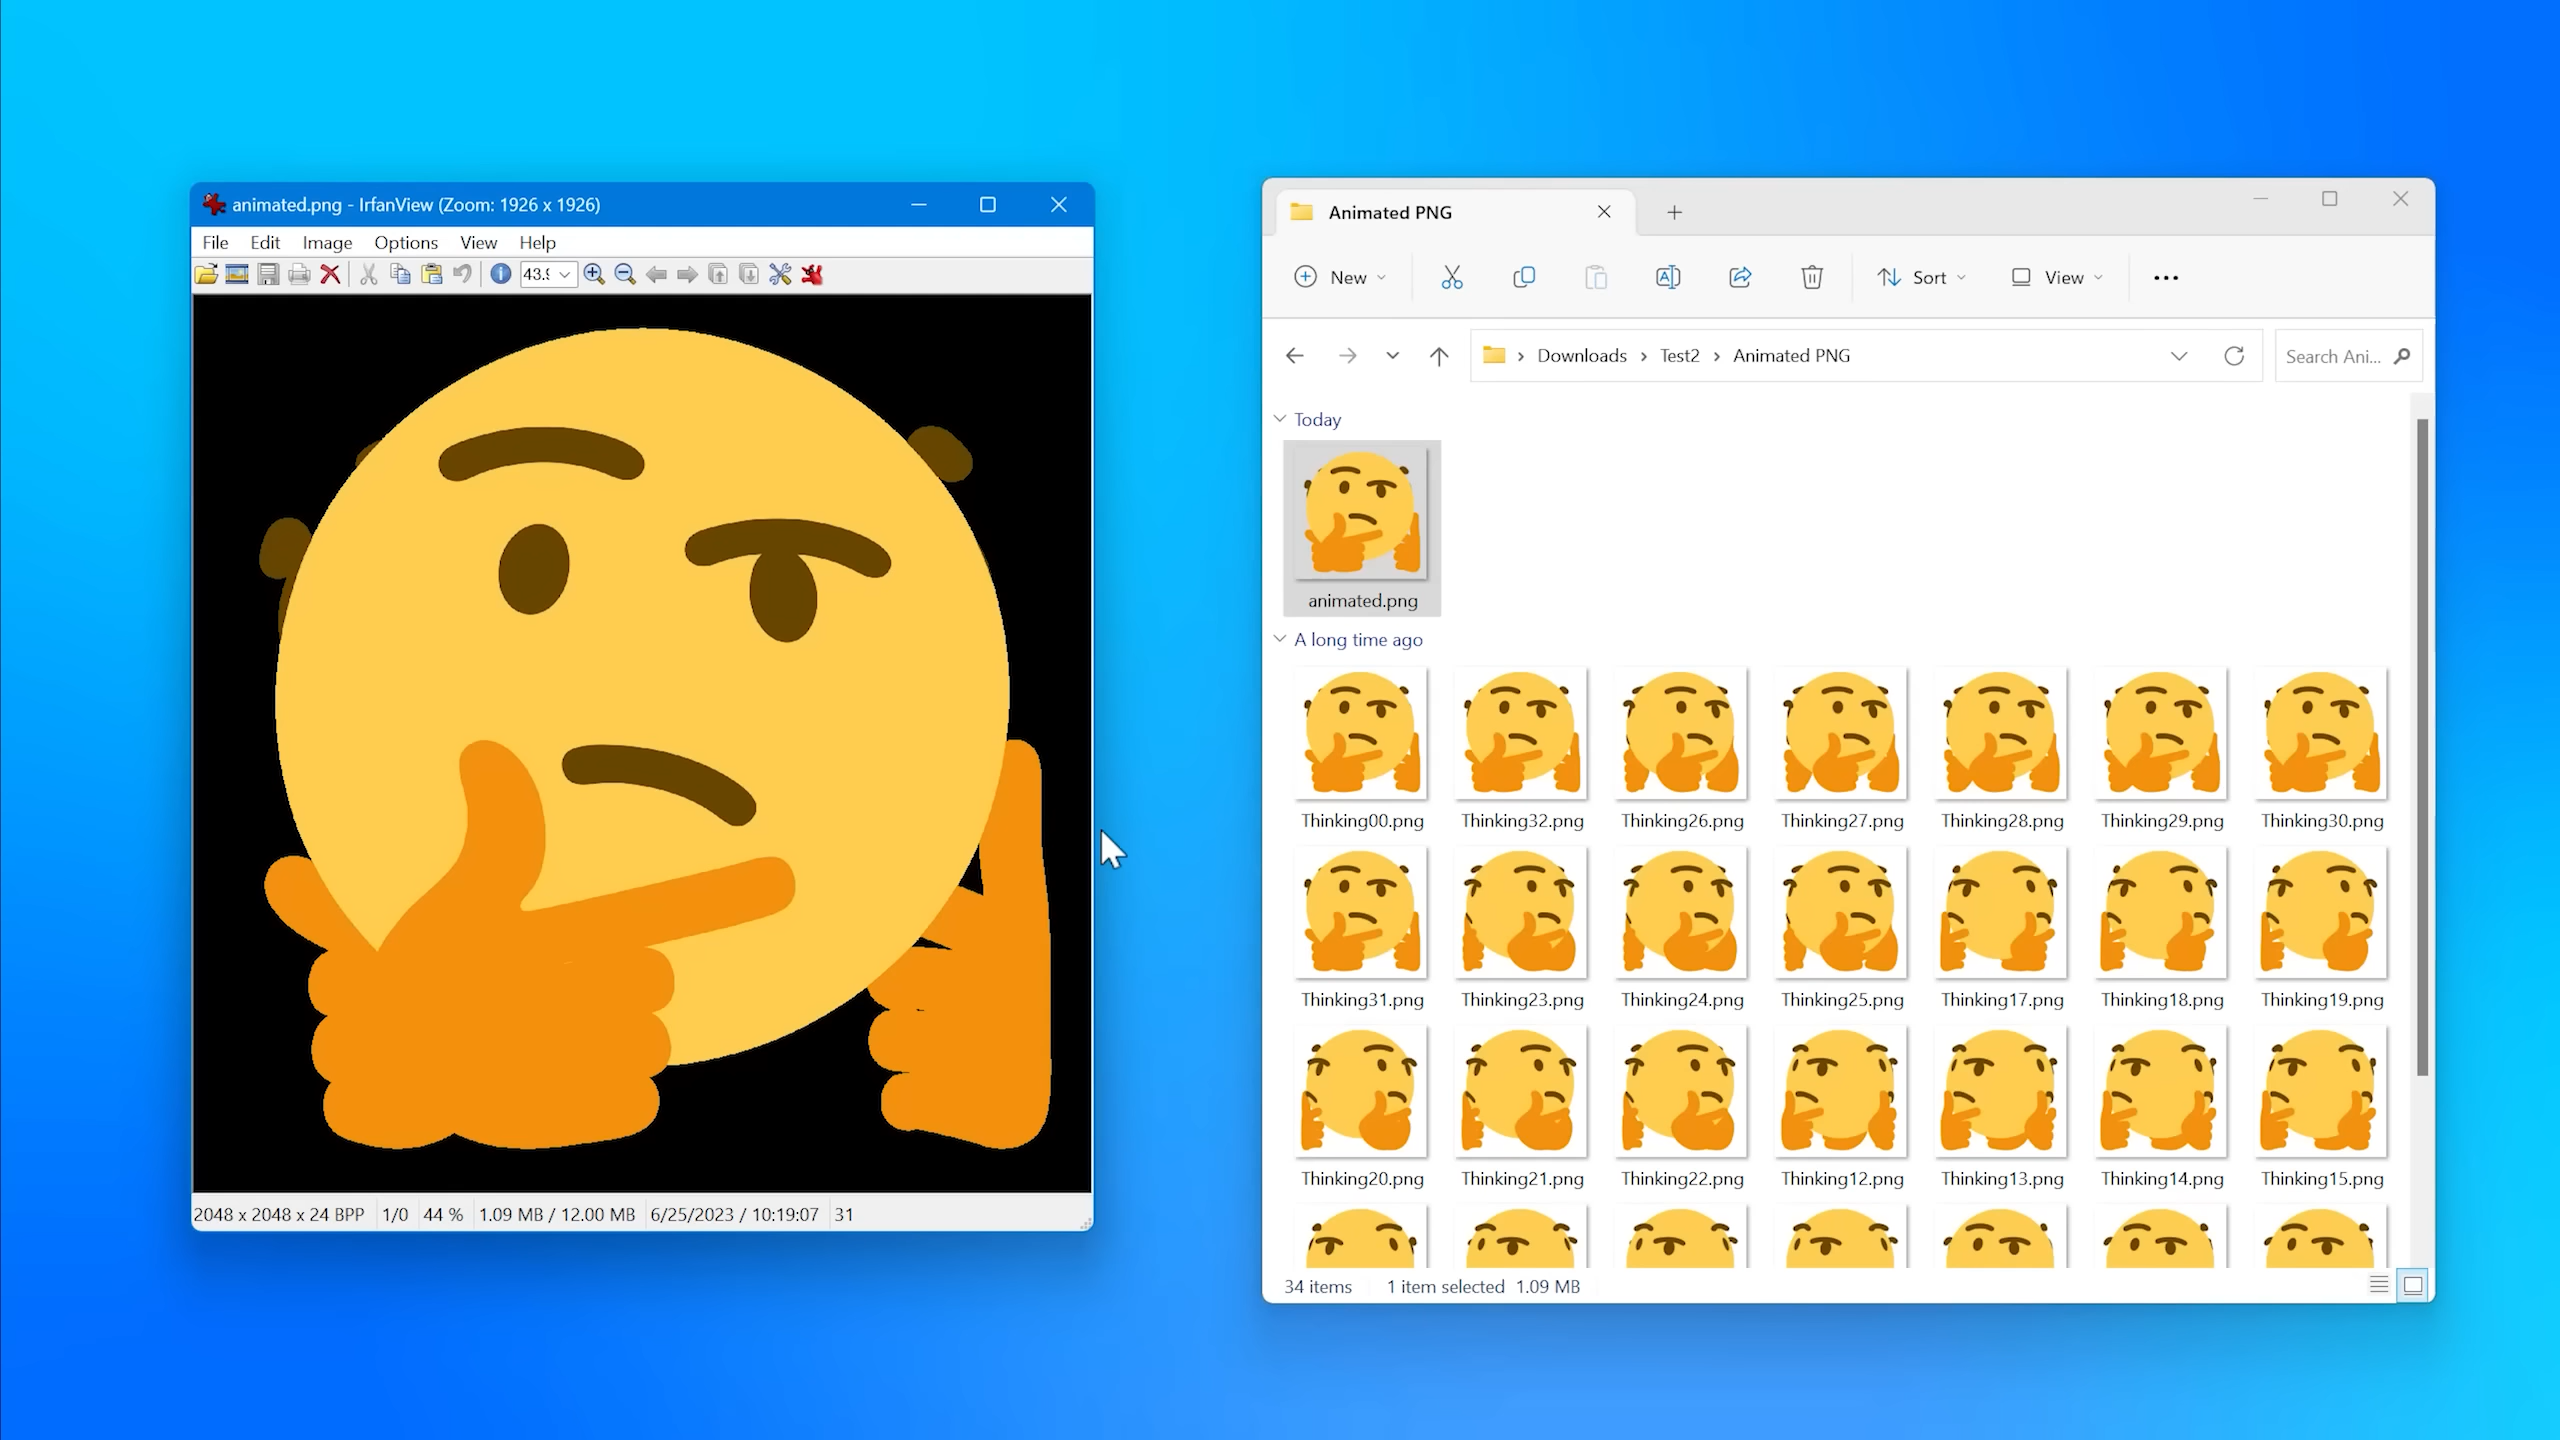 animated.png - IrfanView (Zoom: 1926 x 1926)
File Edit Image Options View Help
43.9
2048 x 2048 x 24 BPP 1/0 44 % 1.09 MB / 12.00 MB 6/25/2023 / 10:19:07 31
Animated PNG
New Sort View
Downloads Test2 Animated PNG Search Ani...
Today
animated.png
A long time ago
Thinking00.png Thinking32.png Thinking26.png Thinking27.png Thinking28.png Thinking29.png Thinking30.png
Thinking31.png Thinking23.png Thinking24.png Thinking25.png Thinking17.png Thinking18.png Thinking19.png
Thinking20.png Thinking21.png Thinking22.png Thinking12.png Thinking13.png Thinking14.png Thinking15.png
34 items 1 item selected 1.09 MB